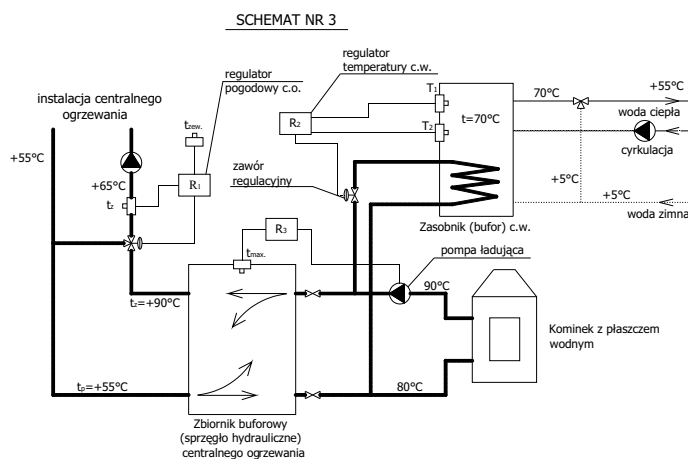 SCHEMAT NR 3
regulator
temperatury c.w.
regulator
pogodowy c.o.
instalacja centralnego
ogrzewania
T1
T2
t=70°C
70°C
+55°C
woda ciepła
cyrkulacja
tzew.
R2
+55°C
zawór
regulacyjny
+65°C
R1
tz
+5°C
+5°C
woda zimna
Zasobnik (bufor) c.w.
R3
tmax.
pompa ładująca
tz=+90°C
90°C
Kominek z płaszczem
wodnym
tp=+55°C
80°C
Zbiornik buforowy
(sprzęgło hydrauliczne)
centralnego ogrzewania